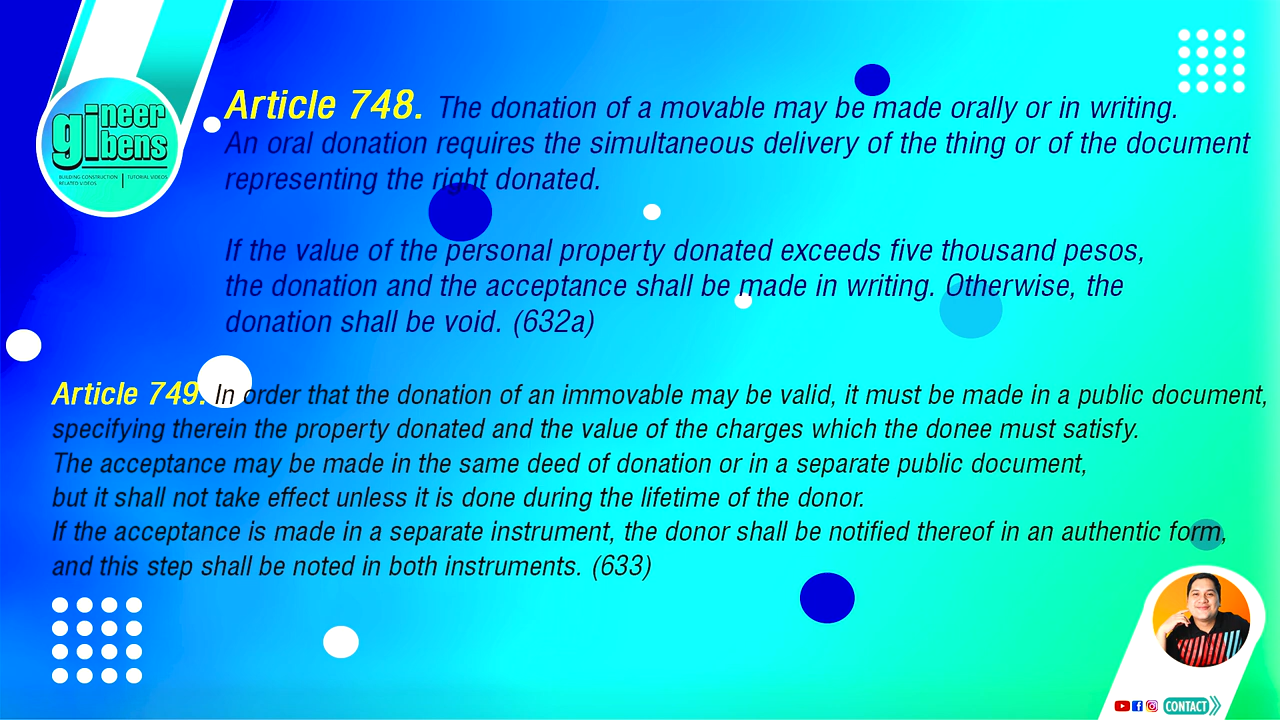 gineer
gibens
BUILDING CONSTRUCTION
RELATED VIDEOS
TUTORIAL VIDEOS
Article 748. The donation of a movable may be made orally or in writing.
An oral donation requires the simultaneous delivery of the thing or of the document
representing the right donated.
If the value of the personal property donated exceeds five thousand pesos,
the donation and the acceptance shall be made in writing. Otherwise, the
donation shall be void. (632a)
Article 749. In order that the donation of an immovable may be valid, it must be made in a public document,
specifying therein the property donated and the value of the charges which the donee must satisfy.
The acceptance may be made in the same deed of donation or in a separate public document,
but it shall not take effect unless it is done during the lifetime of the donor.
If the acceptance is made in a separate instrument, the donor shall be notified thereof in an authentic form,
and this step shall be noted in both instruments. (633)
CONTACT